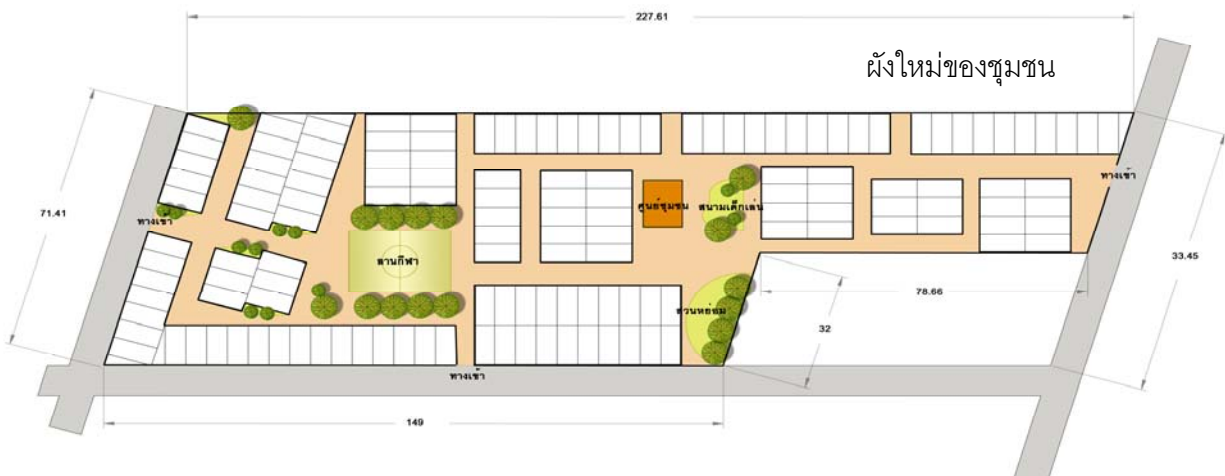 227.61
ผังใหม่ของชุมชน
71.41
ทางเข้า
ทางเข้า
ศูนย์ชุมชน
สนามเด็กเล่น
ลานกีฬา
33.45
78.66
สวนหย่อม
32
ทางเข้า
149